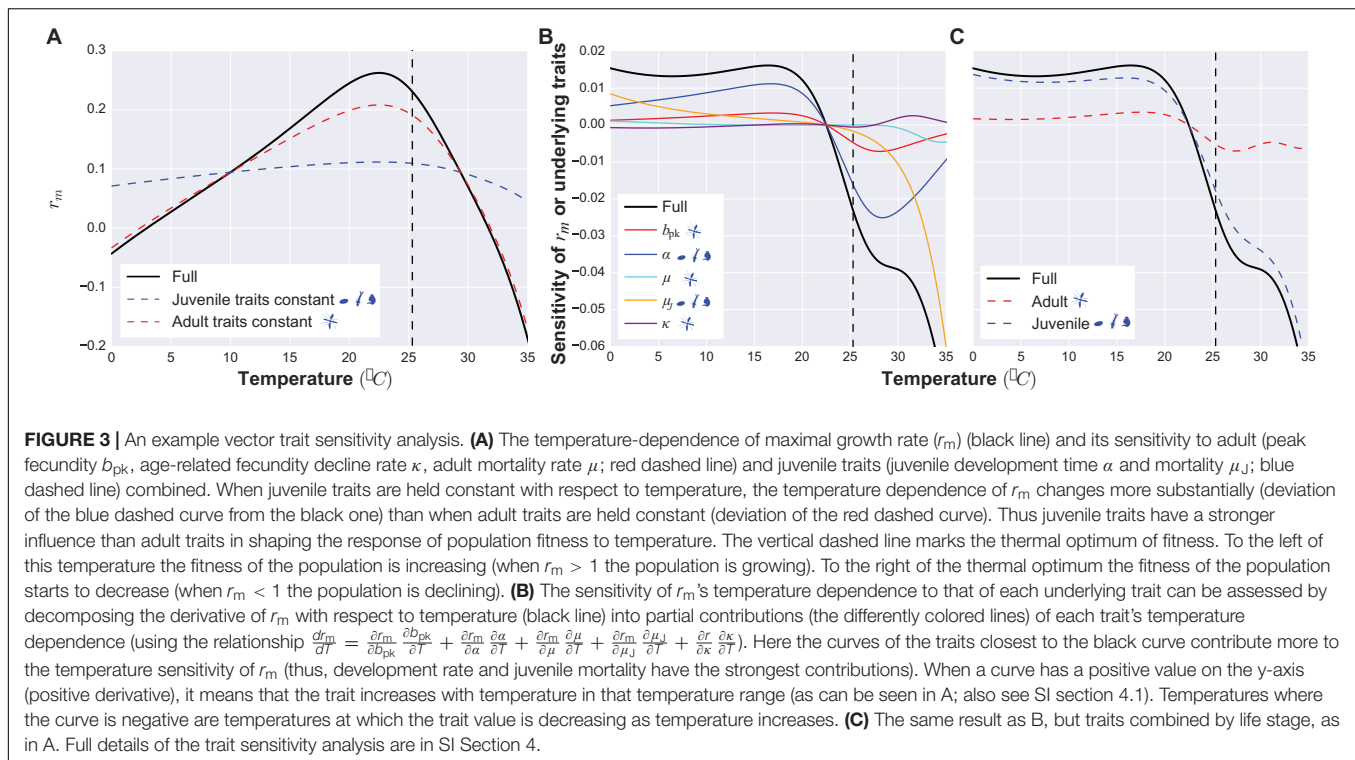 A
0.3
0.2
0.1
0.0
−0.1
−0.2
r_m
0 5 10 15 20 25 30 35
Temperature (▯C)
Full
Juvenile traits constant
Adult traits constant
B
0.02
0.01
0.00
−0.01
−0.02
−0.03
−0.04
−0.05
−0.06
Sensitivity of r_m or underlying traits
0 5 10 15 20 25 30 35
Temperature (▯C)
Full
b_pk
α
μ
μ_J
κ
C
0 5 10 15 20 25 30 35
Temperature (▯C)
Full
Adult
Juvenile
FIGURE 3 | An example vector trait sensitivity analysis. (A) The temperature-dependence of maximal growth rate (r_m) (black line) and its sensitivity to adult (peak
fecundity b_pk, age-related fecundity decline rate κ, adult mortality rate μ; red dashed line) and juvenile traits (juvenile development time α and mortality μ_J; blue
dashed line) combined. When juvenile traits are held constant with respect to temperature, the temperature dependence of r_m changes more substantially (deviation
of the blue dashed curve from the black one) than when adult traits are held constant (deviation of the red dashed curve). Thus juvenile traits have a stronger
influence than adult traits in shaping the response of population fitness to temperature. The vertical dashed line marks the thermal optimum of fitness. To the left of
this temperature the fitness of the population is increasing (when r_m > 1 the population is growing). To the right of the thermal optimum the fitness of the population
starts to decrease (when r_m < 1 the population is declining). (B) The sensitivity of r_m's temperature dependence to that of each underlying trait can be assessed by
decomposing the derivative of r_m with respect to temperature (black line) into partial contributions (the differently colored lines) of each trait's temperature
dependence (using the relationship dr_m/dT = ∂r_m/∂b_pk ∂b_pk/∂T + ∂r_m/∂α ∂α/∂T + ∂r_m/∂μ ∂μ/∂T + ∂r_m/∂μ_J ∂μ_J/∂T + ∂r/∂κ ∂κ/∂T). Here the curves of the traits closest to the black curve contribute more to
the temperature sensitivity of r_m (thus, development rate and juvenile mortality have the strongest contributions). When a curve has a positive value on the y-axis
(positive derivative), it means that the trait increases with temperature in that temperature range (as can be seen in A; also see SI section 4.1). Temperatures where
the curve is negative are temperatures at which the trait value is decreasing as temperature increases. (C) The same result as B, but traits combined by life stage, as
in A. Full details of the trait sensitivity analysis are in SI Section 4.